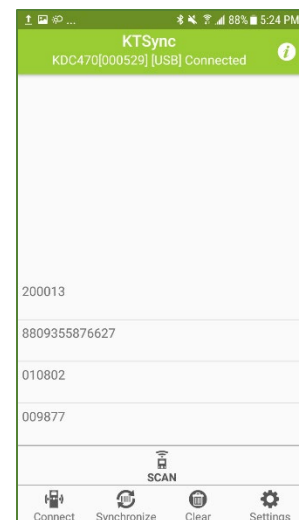 ... 88% 5:24 PM
KTSync
KDC470[000529] [USB] Connected
i
200013
8809355876627
010802
009877
SCAN
Connect Synchronize Clear Settings